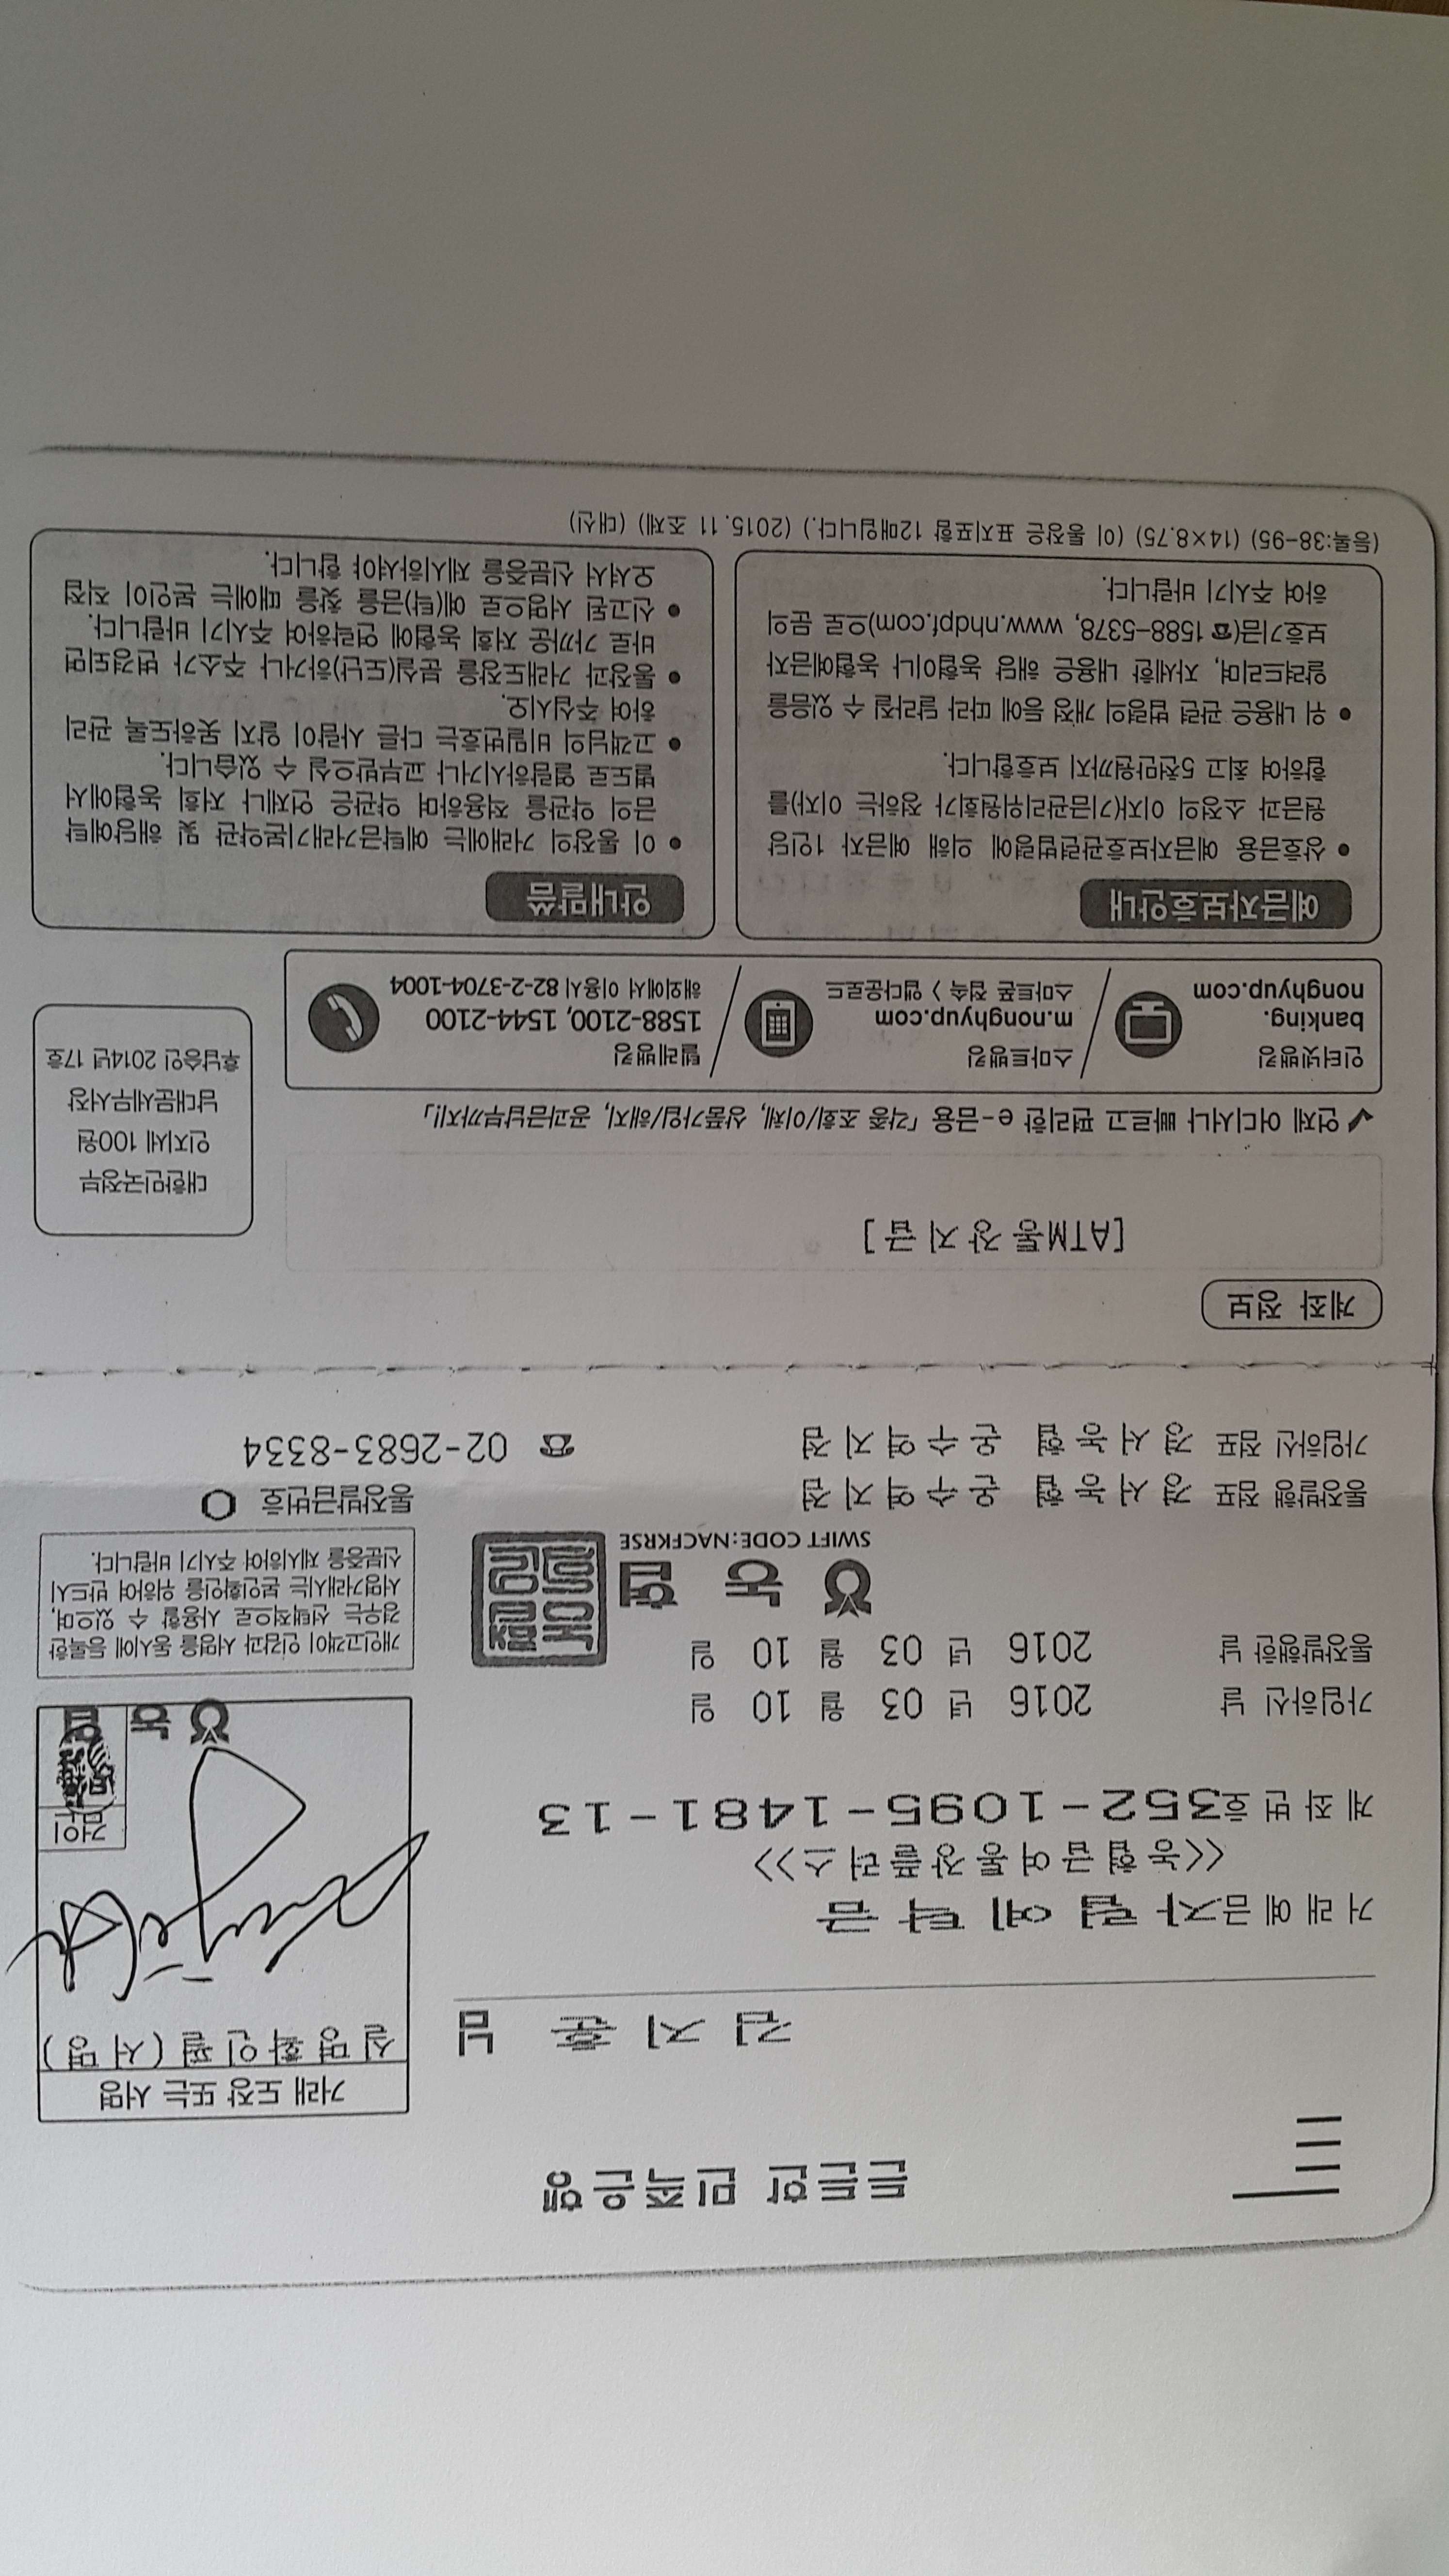 든든한 민족은행
거래 도장 또는 서명
실명확인필(서명)
김지훈 님
거래예금 자립예탁금
<<농협급여통장플러스>>
계좌번호 352-1095-1481-13
가입하신 날 2016 년 03 월 10 일
통장발행한 날 2016 년 03 월 10 일
농협
SWIFT CODE:NACFKRSE
농협
개인고객이 인감과 서명을 동시에 등록한
경우는 선택적으로 사용할 수 있으며,
서명거래시는 본인확인을 위하여 반드시
신분증을 제시하여 주시기 바랍니다.
통장발급번호
통장발행 점포 경서농협 온수역지점
가입하신 점포 경서농협 온수역지점
☎ 02-2683-8334
계좌 정보
[ATM통장지급]
대한민국정부
인지세 100원
남대문세무서장
후납승인 2014년 17호
✓ 언제 어디서나 빠르고 편리한 e-금융 「각종 조회/이체, 상품가입/해지, 공과금납부까지!」
인터넷뱅킹
banking.
nonghyup.com
스마트뱅킹
m.nonghyup.com
스마트폰 접속 > 앱다운로드
텔레뱅킹
1588-2100, 1544-2100
해외에서 이용시 82-2-3704-1004
예금자보호안내
• 상호금융 예금자보호관련법령에 의해 예금자 1인당
원금과 소정의 이자(기금관리위원회가 정하는 이자)를
합하여 최고 5천만원까지 보호합니다.
• 위 내용은 관련 법령의 개정 등에 따라 달라질 수 있음을
알려드리며, 자세한 내용은 해당 농협이나 농협예금자
보호기금(☎1588-5378, www.nhdpf.com)으로 문의
하여 주시기 바랍니다.
안내말씀
• 이 통장의 거래에는 예탁금거래기본약관 및 해당예탁
금의 약관을 적용하며 약관은 언제나 저희 농협에서
별도로 열람하시거나 교부받으실 수 있습니다.
• 고객님의 비밀번호는 다른 사람이 알지 못하도록 관리
하여 주십시오.
• 통장과 거래도장을 분실(도난)하거나 주소가 변경되면
바로 가까운 저희 농협에 연락하여 주시기 바랍니다.
• 신고된 서명으로 예(탁)금을 찾을 때에는 본인이 직접
오셔서 신분증을 제시하셔야 합니다.
(등록:38-95) (14×8.75) (이 통장은 표지포함 12매입니다.) (2015. 11 조제) (대신)